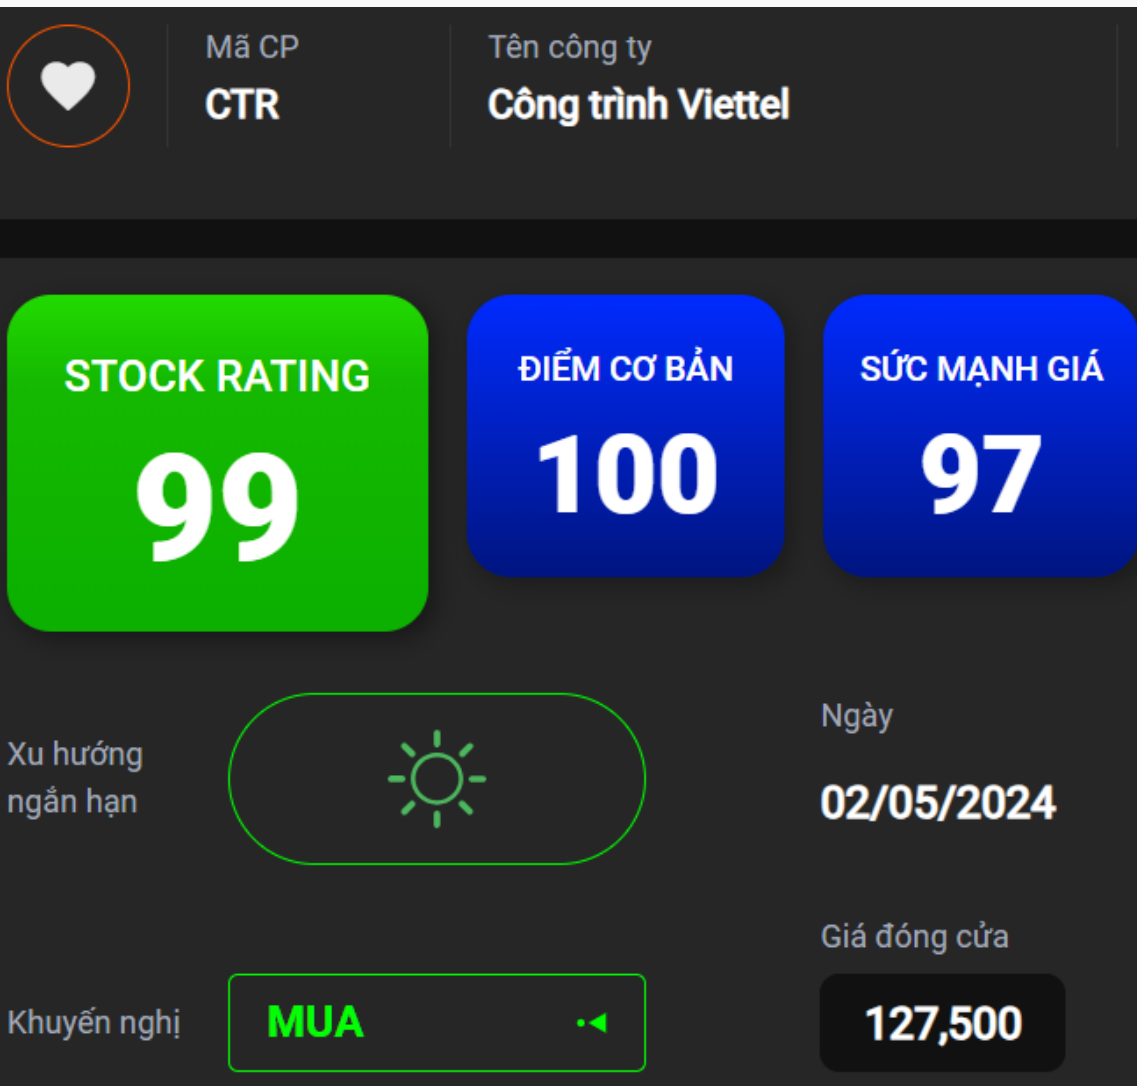 Mã CP
CTR
Tên công ty
Công trình Viettel
STOCK RATING
99
ĐIỂM CƠ BẢN
100
SỨC MẠNH GIÁ
97
Xu hướng
ngắn hạn
Ngày
02/05/2024
Khuyến nghị
MUA
Giá đóng cửa
127,500